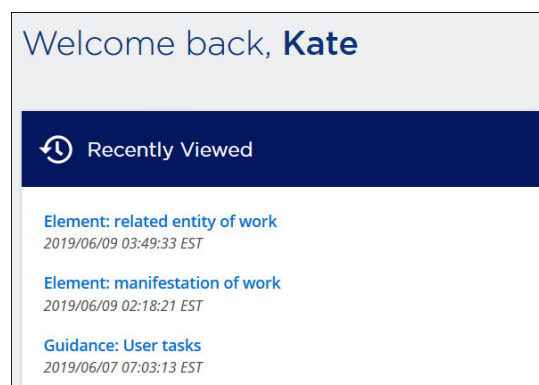 Welcome back, Kate
Recently Viewed
Element: related entity of work
2019/06/09 03:49:33 EST
Element: manifestation of work
2019/06/09 02:18:21 EST
Guidance: User tasks
2019/06/07 07:03:13 EST